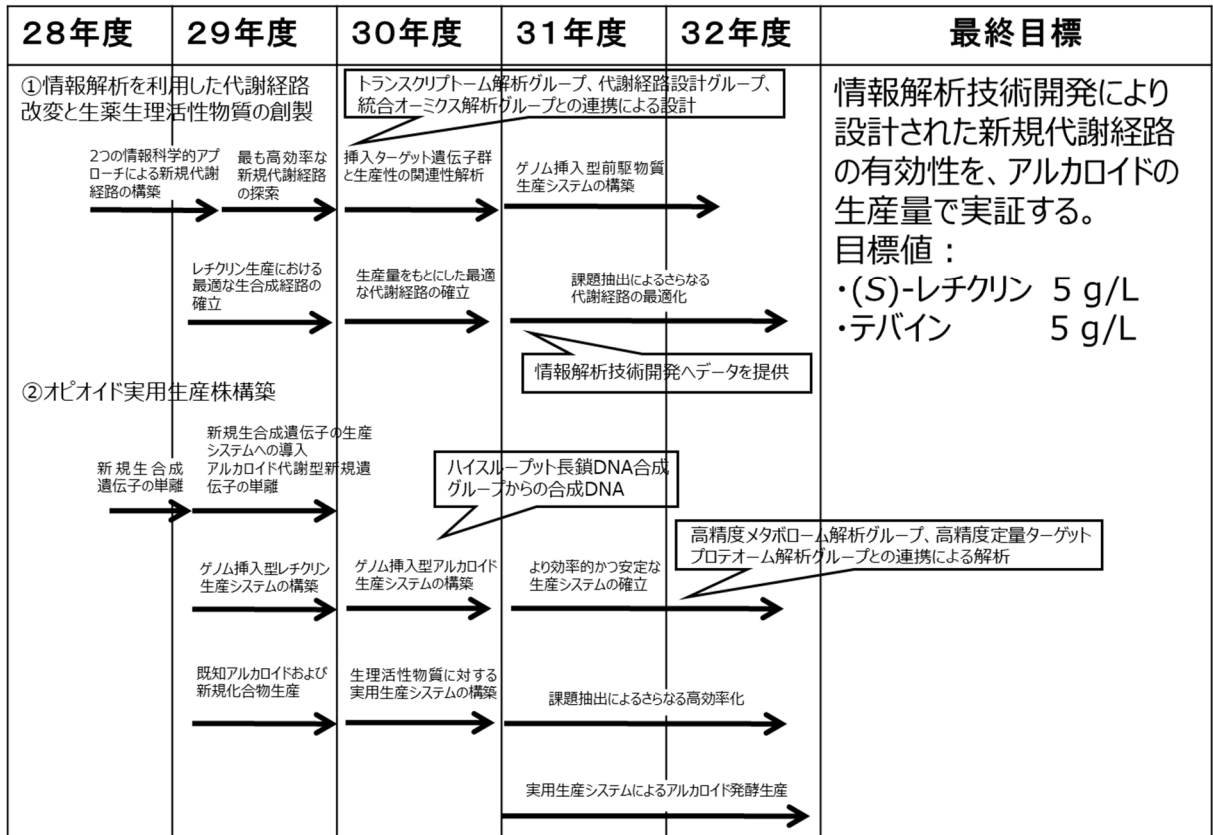 28年度
29年度
30年度
31年度
32年度
最終目標
①情報解析を利用した代謝経路
改変と生薬生理活性物質の創製
トランスクリプトーム解析グループ、代謝経路設計グループ、
統合オーミクス解析グループとの連携による設計
2つの情報科学的アプ
ローチによる新規代謝
経路の構築
最も高効率な
新規代謝経路
の探索
挿入ターゲット遺伝子群
と生産性の関連性解析
ゲノム挿入型前駆物質
生産システムの構築
レチクリン生産における
最適な生合成経路の
確立
生産量をもとにした最適
な代謝経路の確立
課題抽出によるさらなる
代謝経路の最適化
情報解析技術開発へデータを提供
②オピオイド実用生産株構築
新規生合成
遺伝子の単離
新規生合成遺伝子の生産
システムへの導入
アルカロイド代謝型新規遺
伝子の単離
ハイスループット長鎖DNA合成
グループからの合成DNA
高精度メタボローム解析グループ、高精度定量ターゲット
プロテオーム解析グループとの連携による解析
ゲノム挿入型レチクリン
生産システムの構築
ゲノム挿入型アルカロイド
生産システムの構築
より効率的かつ安定な
生産システムの確立
既知アルカロイドおよび
新規化合物生産
生理活性物質に対する
実用生産システムの構築
課題抽出によるさらなる高効率化
実用生産システムによるアルカロイド発酵生産
情報解析技術開発により
設計された新規代謝経路
の有効性を、アルカロイドの
生産量で実証する。
目標値：
・(S)-レチクリン 5 g/L
・テバイン 5 g/L